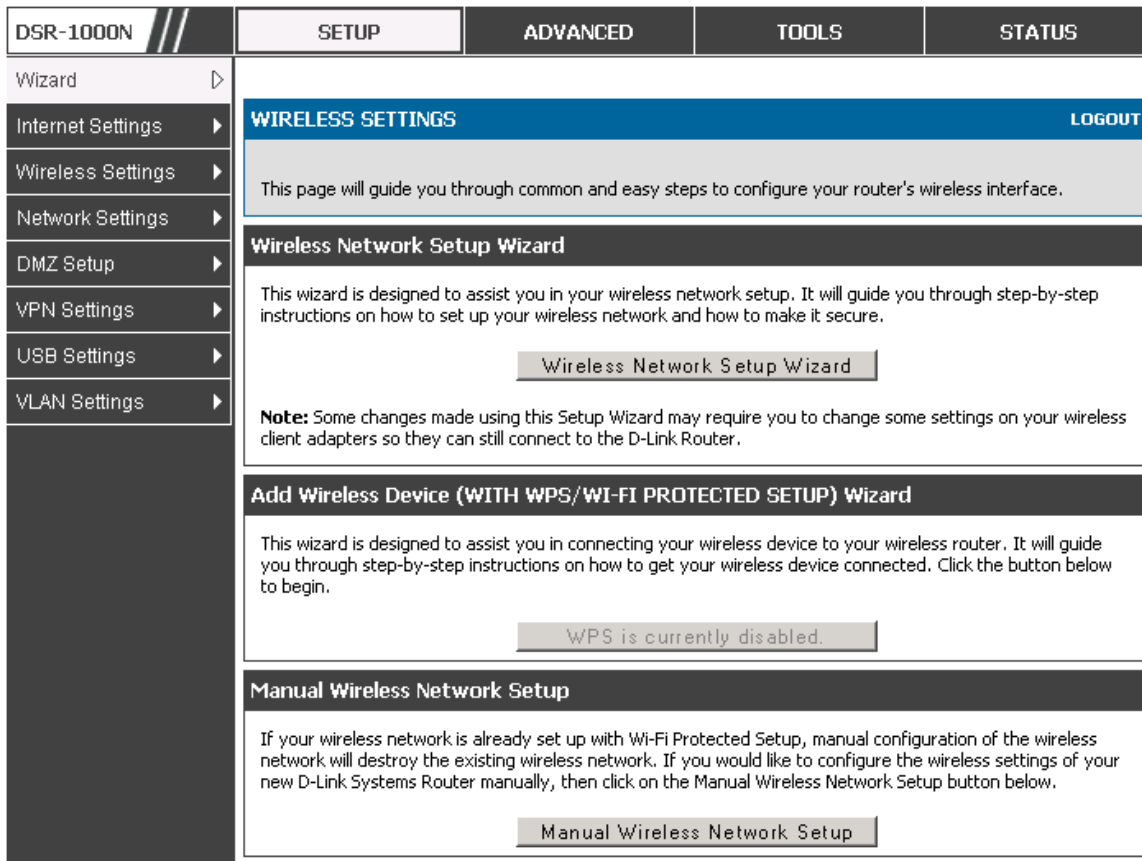 DSR-1000N
SETUP
ADVANCED
TOOLS
STATUS
Wizard
Internet Settings
Wireless Settings
Network Settings
DMZ Setup
VPN Settings
USB Settings
VLAN Settings
WIRELESS SETTINGS
LOGOUT
This page will guide you through common and easy steps to configure your router's wireless interface.
Wireless Network Setup Wizard
This wizard is designed to assist you in your wireless network setup. It will guide you through step-by-step
instructions on how to set up your wireless network and how to make it secure.
Wireless Network Setup Wizard
Note: Some changes made using this Setup Wizard may require you to change some settings on your wireless
client adapters so they can still connect to the D-Link Router.
Add Wireless Device (WITH WPS/WI-FI PROTECTED SETUP) Wizard
This wizard is designed to assist you in connecting your wireless device to your wireless router. It will guide
you through step-by-step instructions on how to get your wireless device connected. Click the button below
to begin.
WPS is currently disabled.
Manual Wireless Network Setup
If your wireless network is already set up with Wi-Fi Protected Setup, manual configuration of the wireless
network will destroy the existing wireless network. If you would like to configure the wireless settings of your
new D-Link Systems Router manually, then click on the Manual Wireless Network Setup button below.
Manual Wireless Network Setup